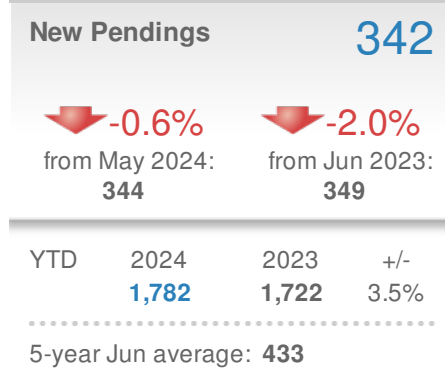 New Pendings 342
-0.6% -2.0%
from May 2024: from Jun 2023:
344 349
YTD 2024 2023 +/-
1,782 1,722 3.5%
5-year Jun average: 433